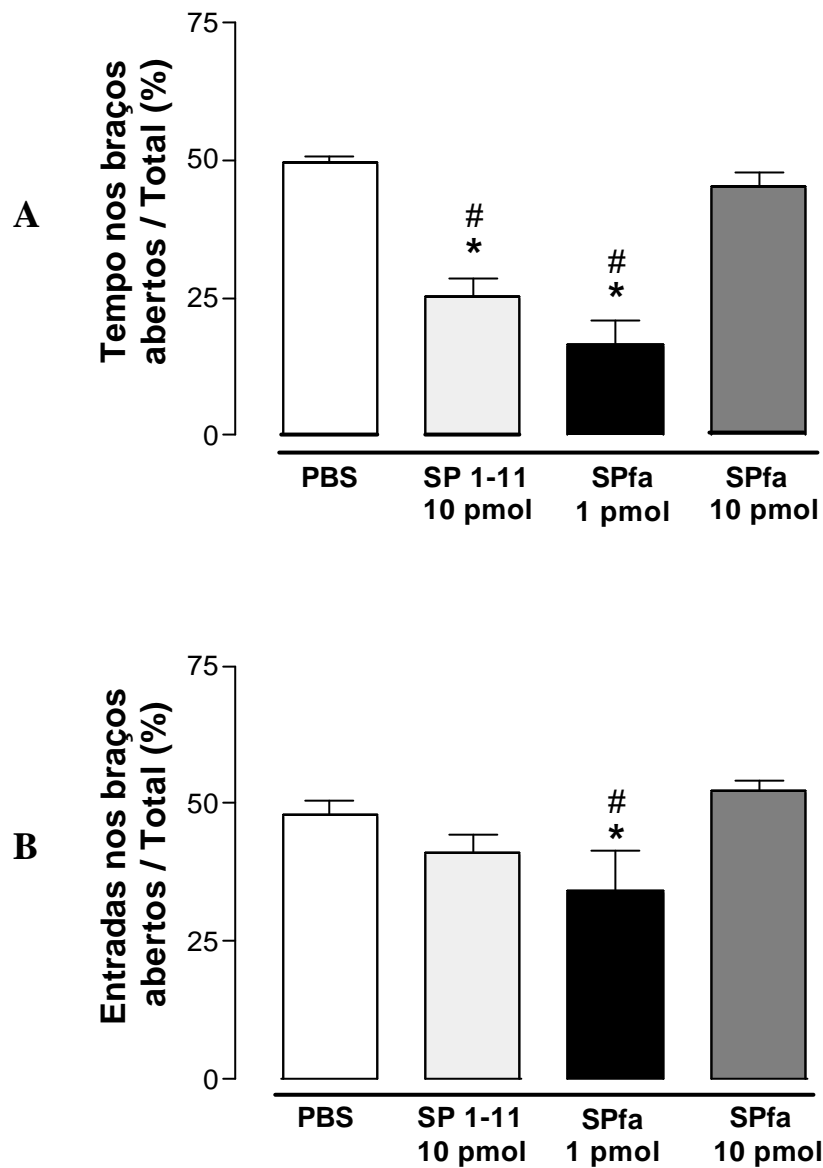 A
Tempo nos braços
abertos / Total (%)
75
50
25
0
#
*
#
*
PBS
SP 1-11
10 pmol
SPfa
1 pmol
SPfa
10 pmol
B
Entradas nos braços
abertos / Total (%)
75
50
25
0
#
*
PBS
SP 1-11
10 pmol
SPfa
1 pmol
SPfa
10 pmol